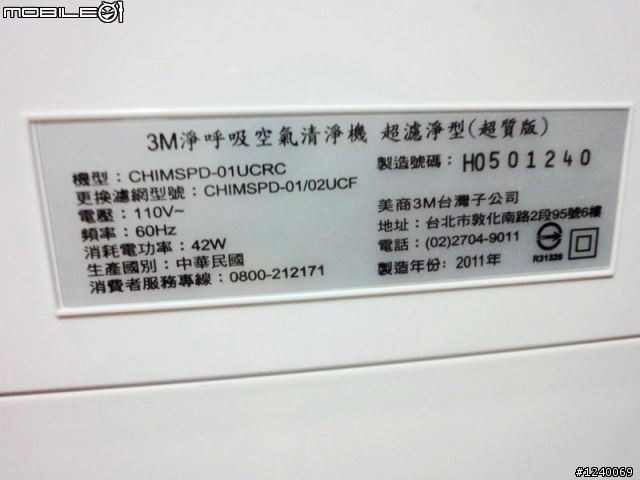 MOBILE01
3M淨呼吸空氣清淨機 超濾淨型(超質版)
機型：CHIMSPD-01UCRC
更換濾網型號：CHIMSPD-01/02UCF
電壓：110V~
頻率：60Hz
消耗電功率：42W
生產國別：中華民國
消費者服務專線：0800-212171
製造號碼：H0501240
美商3M台灣子公司
地址：台北市敦化南路2段95號6樓
電話：(02)2704-9011
製造年份: 2011年
R31326
#1240069